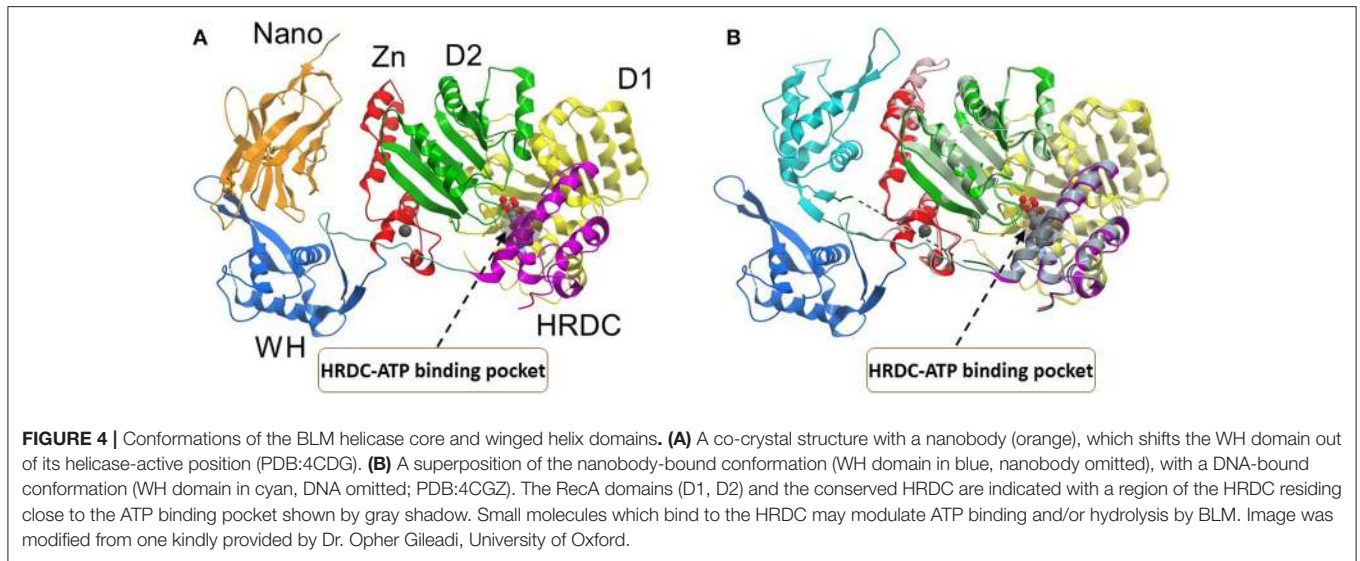 A
Nano
Zn
D2
D1
WH
HRDC
HRDC-ATP binding pocket
B
HRDC-ATP binding pocket
FIGURE 4 | Conformations of the BLM helicase core and winged helix domains. (A) A co-crystal structure with a nanobody (orange), which shifts the WH domain out
of its helicase-active position (PDB:4CDG). (B) A superposition of the nanobody-bound conformation (WH domain in blue, nanobody omitted), with a DNA-bound
conformation (WH domain in cyan, DNA omitted; PDB:4CGZ). The RecA domains (D1, D2) and the conserved HRDC are indicated with a region of the HRDC residing
close to the ATP binding pocket shown by gray shadow. Small molecules which bind to the HRDC may modulate ATP binding and/or hydrolysis by BLM. Image was
modified from one kindly provided by Dr. Opher Gileadi, University of Oxford.